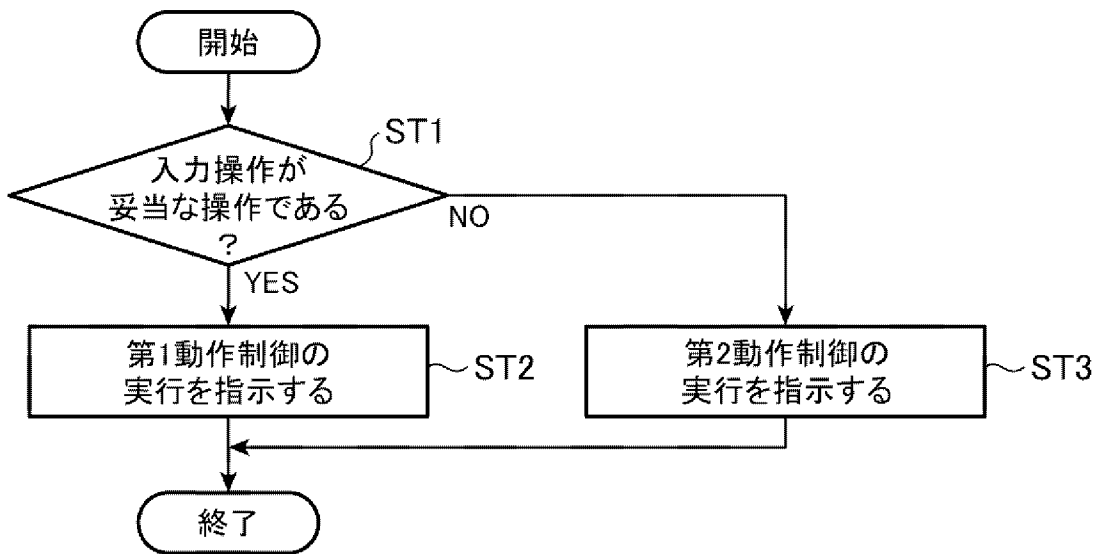 開始
ST1
入力操作が
妥当な操作である
?
NO
YES
第1動作制御の
実行を指示する
ST2
第2動作制御の
実行を指示する
ST3
終了